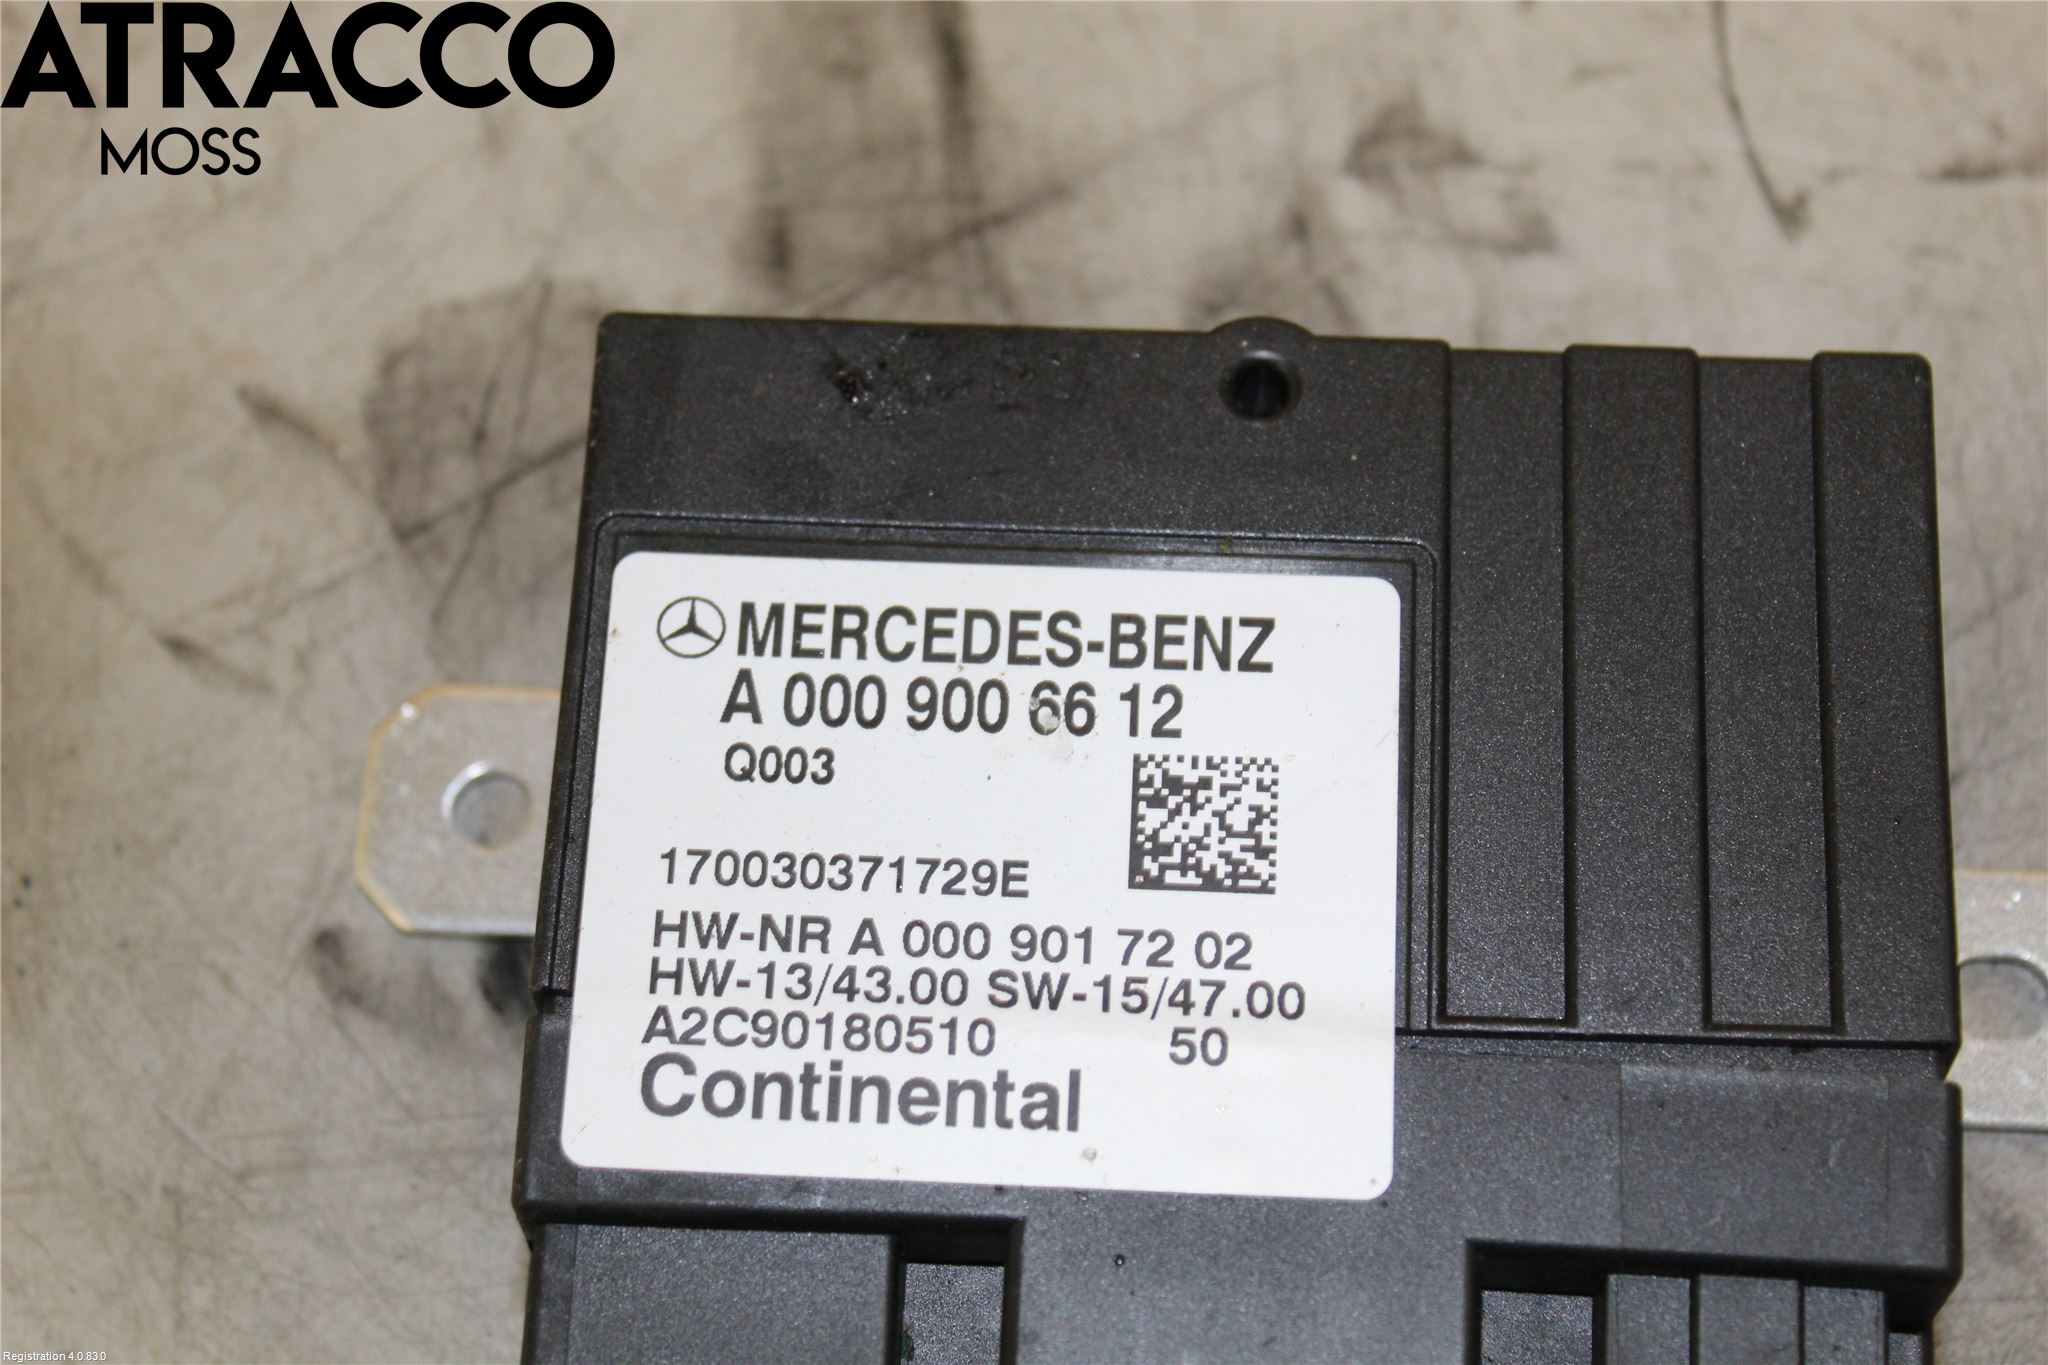 ATRACCO
MOSS
MERCEDES-BENZ
A 000 900 66 12
Q003
170030371729E
HW-NR A 000 901 72 02
HW-13/43.00 SW-15/47.00
A2C90180510 50
Continental
Registration 4.0.83.0